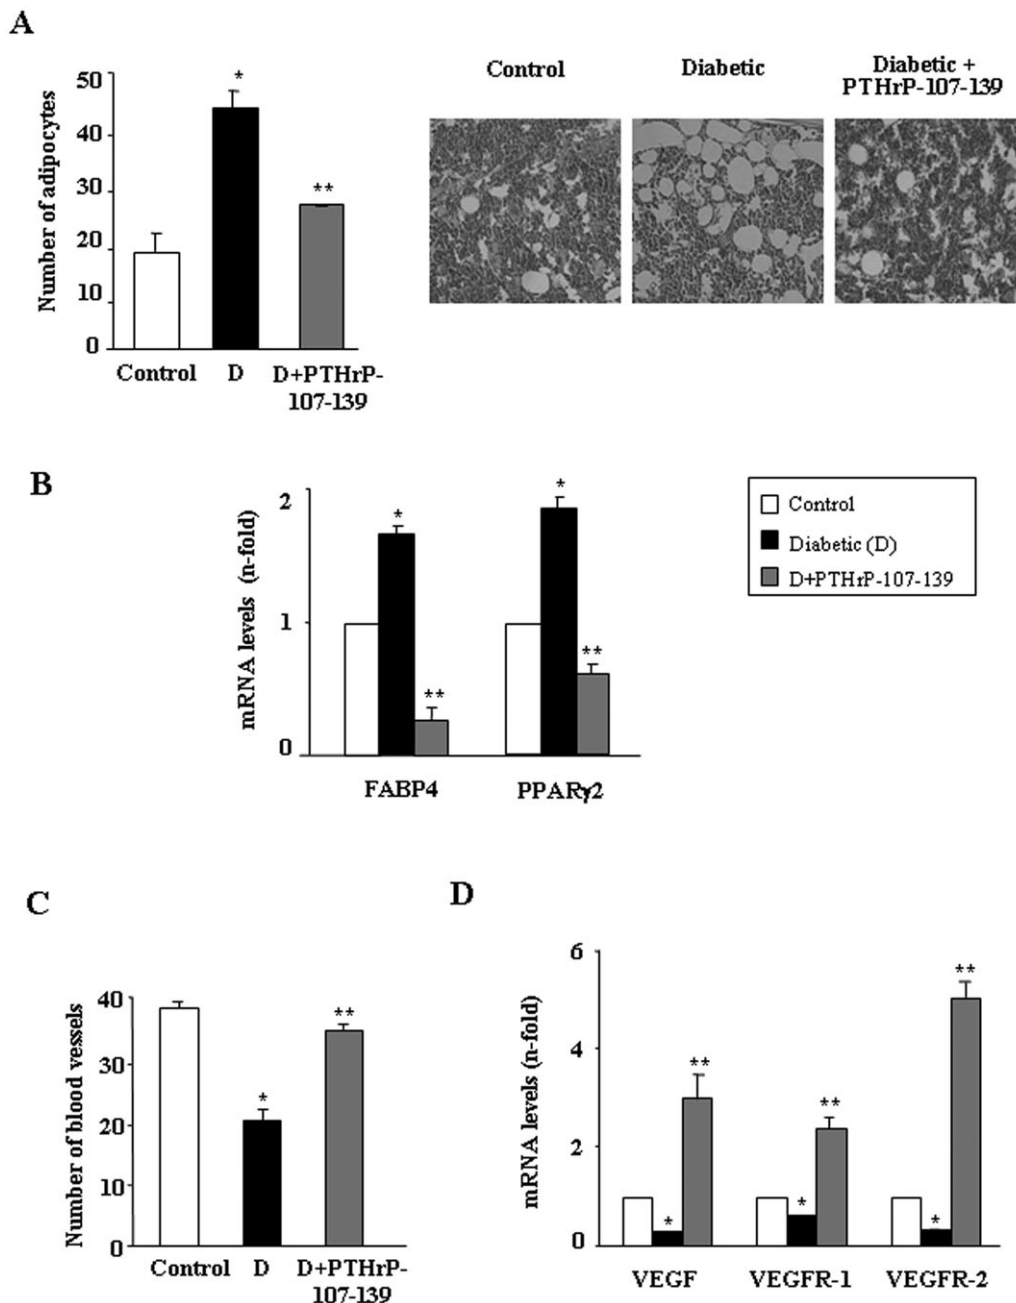 A
Number of adipocytes
50
40
30
20
10
0
*
**
Control
D
D+PTHrP-
107-139
Control
Diabetic
Diabetic +
PTHrP-107-139
B
mRNA levels (n-fold)
2
1
0
*
**
*
**
FABP4
PPARγ2
Control
Diabetic (D)
D+PTHrP-107-139
C
Number of blood vessels
40
30
20
10
0
*
**
Control
D
D+PTHrP-
107-139
D
mRNA levels (n-fold)
6
4
2
0
*
**
*
**
*
**
VEGF
VEGFR-1
VEGFR-2